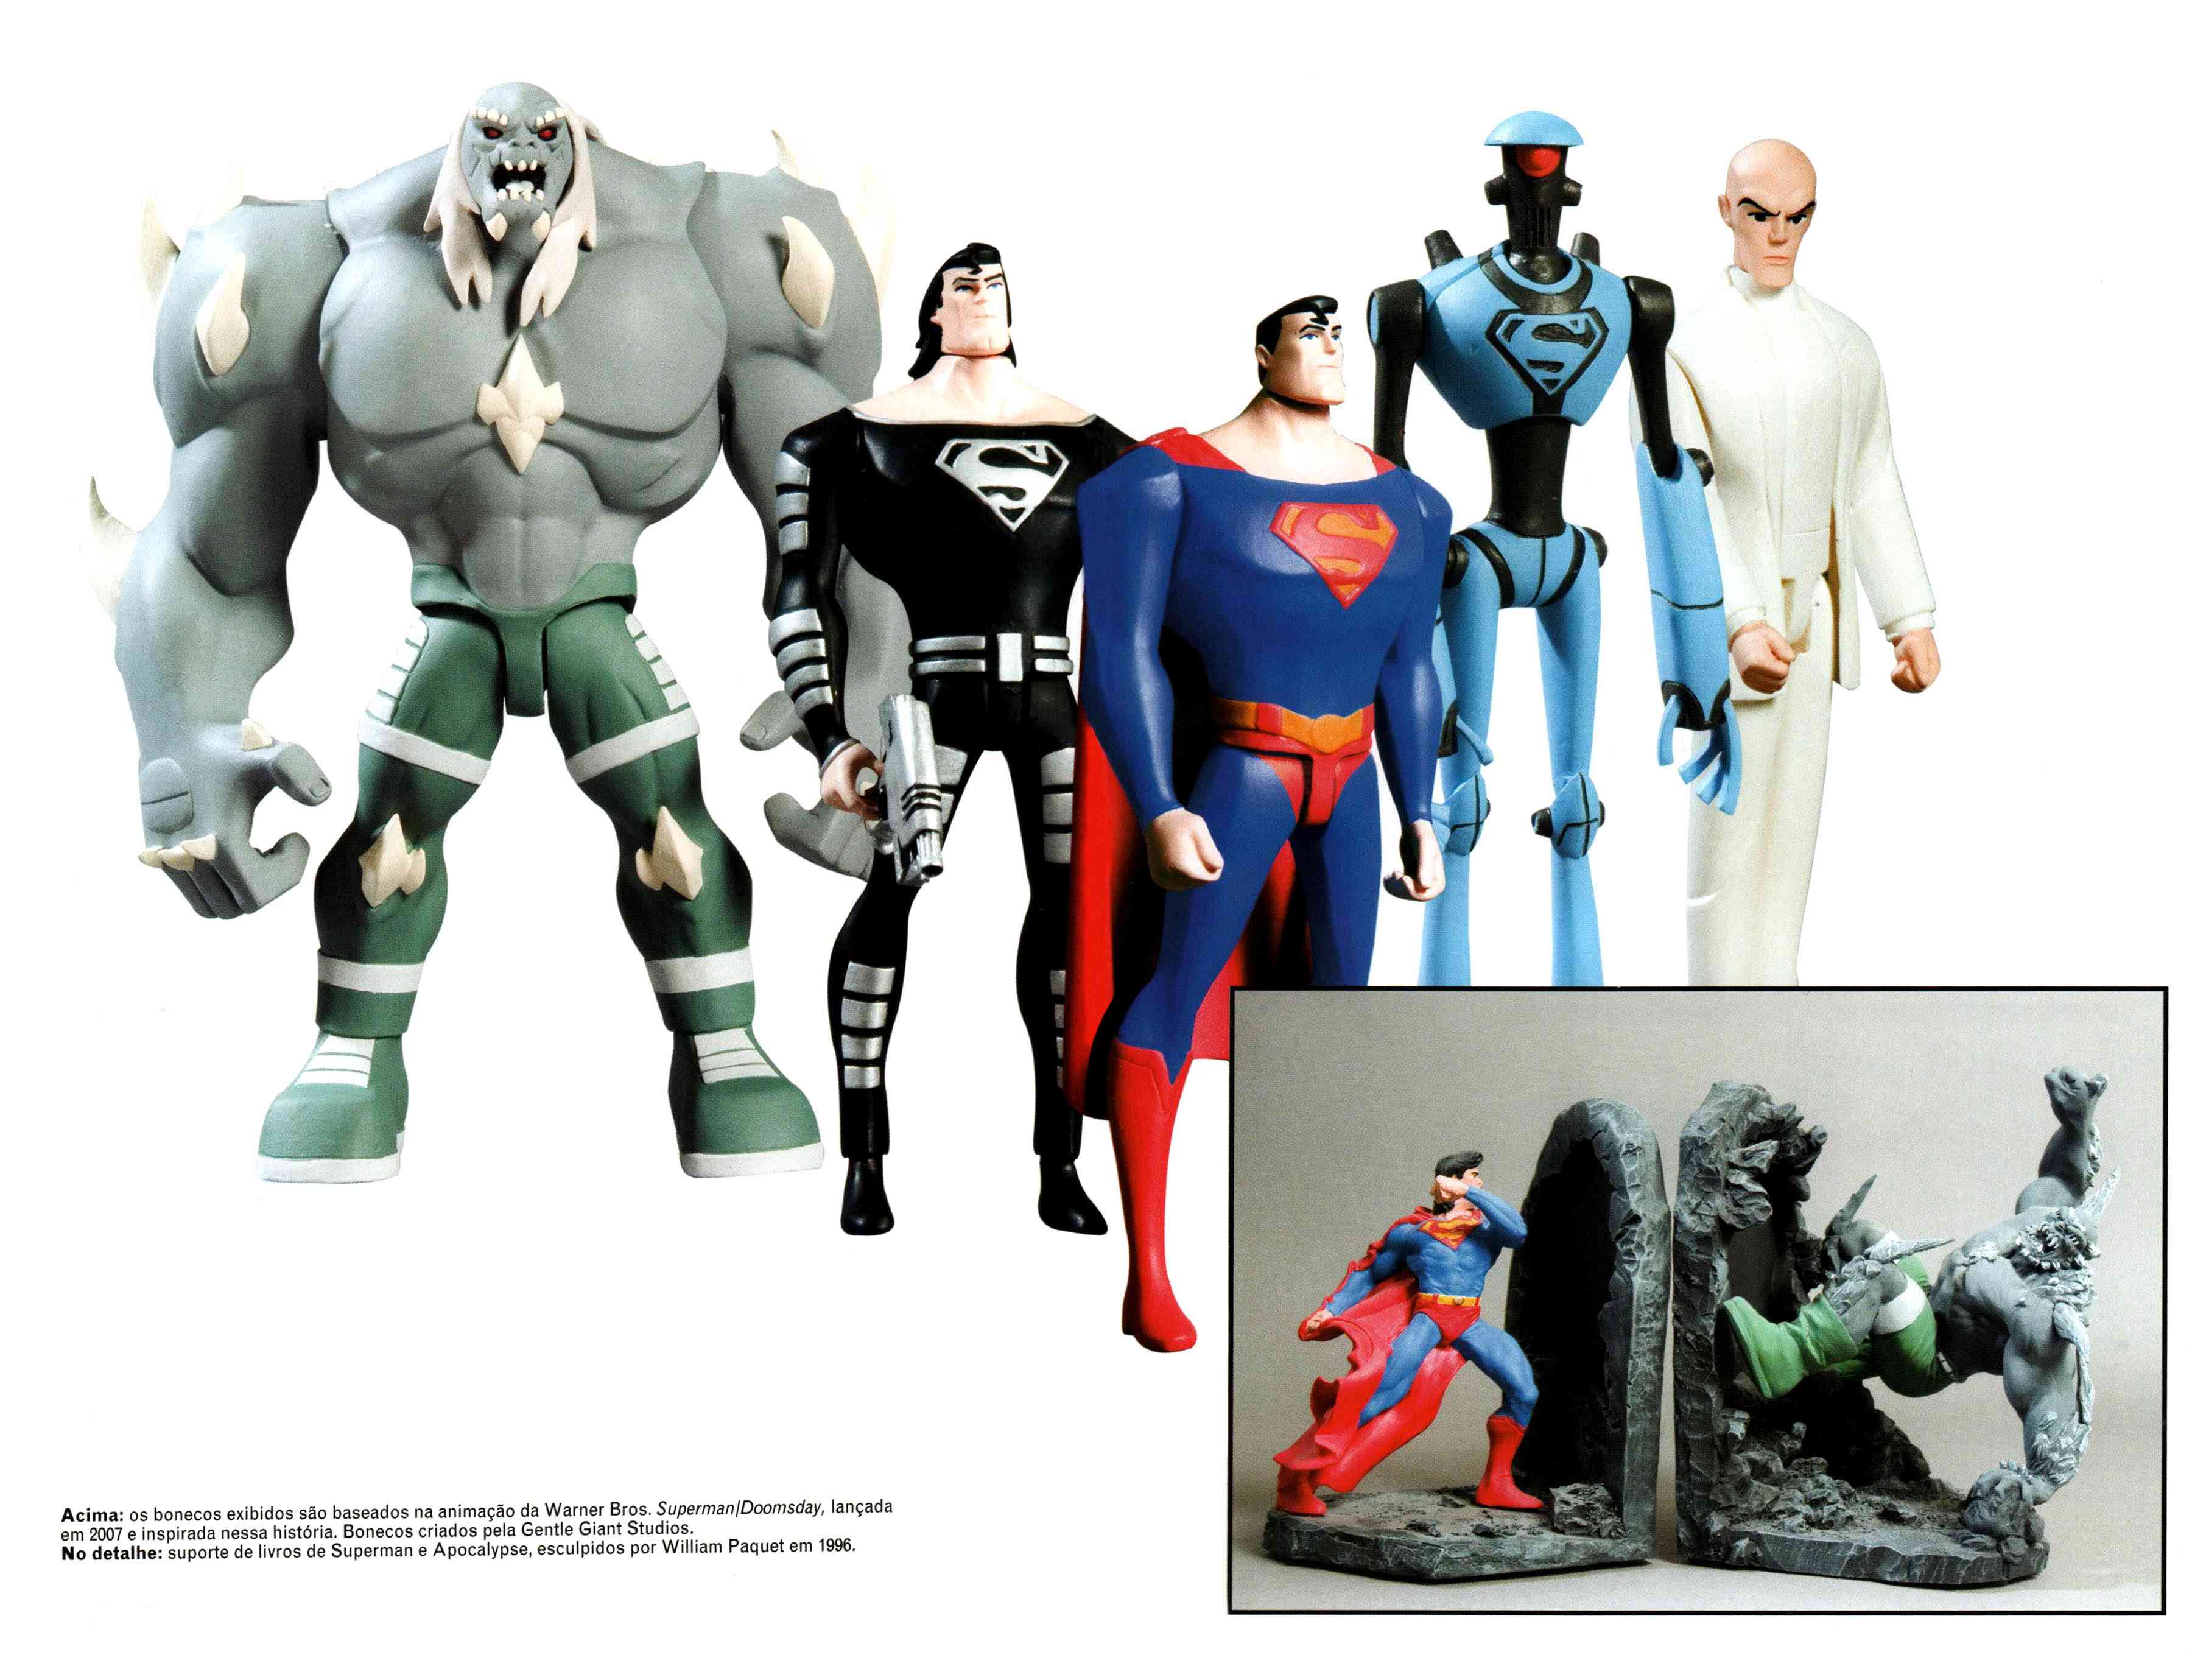 Acima: os bonecos exibidos são baseados na animação da Warner Bros. Superman/Doomsday, lançada
em 2007 e inspirada nessa história. Bonecos criados pela Gentle Giant Studios.
No detalhe: suporte de livros de Superman e Apocalypse, esculpidos por William Paquet em 1996.